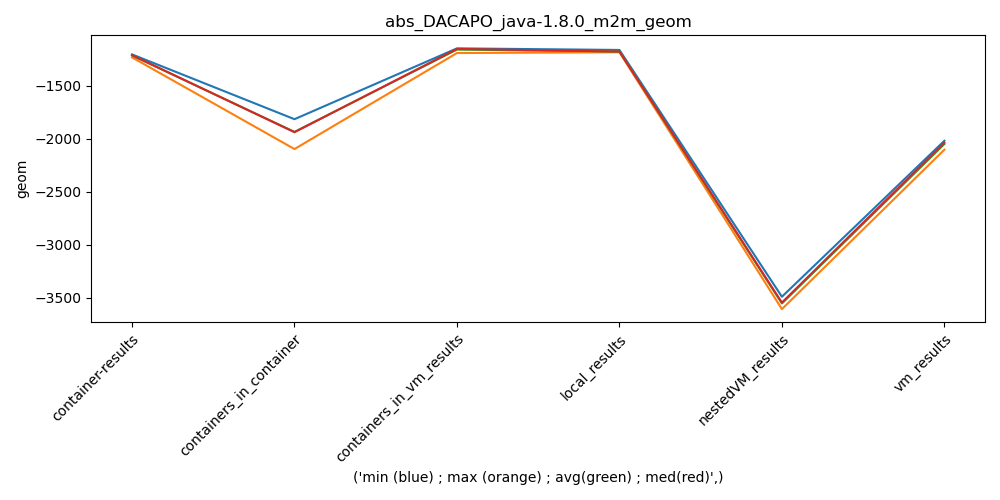 abs_DACAPO_java-1.8.0_m2m_geom
geom
−1500
−2000
−2500
−3000
−3500
container-results
containers_in_container
containers_in_vm_results
local_results
nestedVM_results
vm_results
('min (blue) ; max (orange) ; avg(green) ; med(red)',)